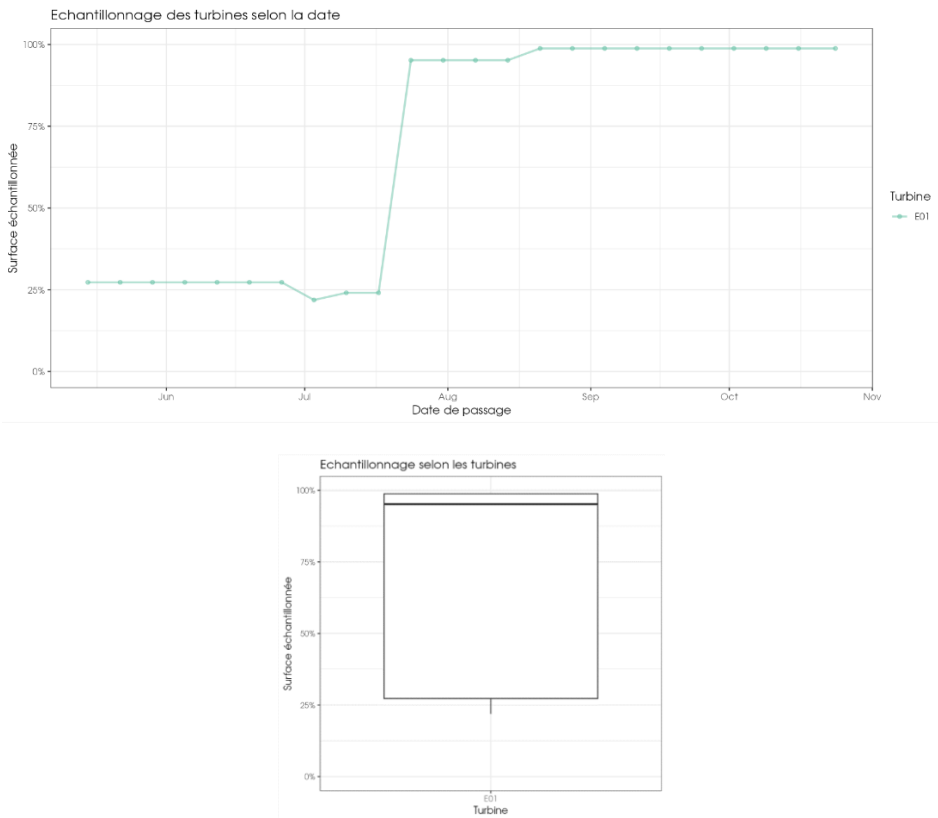 Echantillonnage des turbines selon la date
100%
75%
50%
25%
0%
Surface échantillonnée
Jun
Jul
Aug
Sep
Oct
Nov
Date de passage
Turbine
E01
Echantillonnage selon les turbines
100%
75%
50%
25%
0%
Surface échantillonnée
E01
Turbine